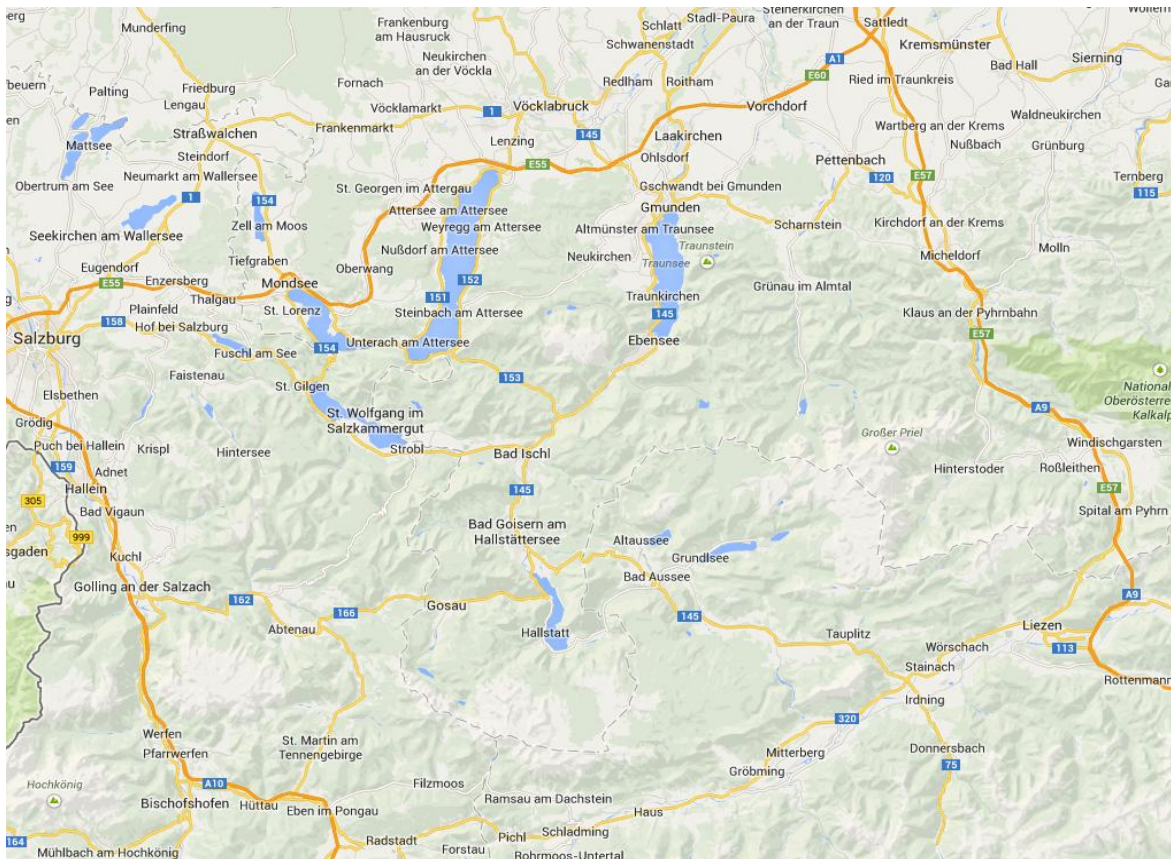 Munderfing
Frankenburg
am Hausruck
Schlatt
Stadl-Paura
Steinerkirchen
an der Traun
Sattledt
Kremsmünster
Schwanenstadt
Neukirchen
an der Vöckla
A1
Bad Hall
Sierning
Palting
Friedburg
Fornach
Redlham
Roitham
E60
Ried im Traunkreis
Lengau
Vöcklamarkt
1
Vöcklabruck
Vorchdorf
Waldneukirchen
Straßwalchen
Frankenmarkt
145
Laakirchen
Wartberg an der Krems
Mattsee
Steindorf
Lenzing
Nußbach
Grünburg
Obertrum am See
Neumarkt am Wallersee
E55
Ohlsdorf
Pettenbach
120
E57
Ternberg
115
1
154
St. Georgen im Attergau
Gschwandt bei Gmunden
Attersee am Attersee
Gmunden
Zell am Moos
Weyregg am Attersee
Altmünster am Traunsee
Scharnstein
Kirchdorf an der Krems
Seekirchen am Wallersee
Nußdorf am Attersee
Traunstein
Molln
Eugendorf
Tiefgraben
Oberwang
Neukirchen
Traunsee
Micheldorf
E55
Enzersberg
Mondsee
152
Grünau im Almtal
Thalgau
151
Traunkirchen
Plainfeld
St. Lorenz
Steinbach am Attersee
145
Klaus an der Pyhrnbahn
158
Hof bei Salzburg
E57
Salzburg
154
Unterach am Attersee
Ebensee
Fuschl am See
National
Oberösterre
Kalkalp
Faistenau
St. Gilgen
153
Elsbethen
A9
Grödig
St. Wolfgang im
Salzkammergut
Großer Priel
Puch bei Hallein
Krispl
Hintersee
Strobl
Bad Ischl
Windischgarsten
159
Adnet
Hinterstoder
Roßleithen
Hallein
145
E57
305
Bad Vigaun
Spital am Pyhrn
999
Bad Goisern am
Hallstättersee
Altaussee
sgaden
Kuchl
Grundlsee
Golling an der Salzach
Bad Aussee
A9
162
166
Gosau
145
Abtenau
Hallstatt
Tauplitz
Liezen
Wörschach
113
Stainach
Rottenmann
Irdning
320
Werfen
St. Martin am
Tennengebirge
Donnersbach
Pfarrwerfen
Mitterberg
75
Hochkönig
A10
Filzmoos
Gröbming
Bischofshofen
Hüttau
Eben im Pongau
Ramsau am Dachstein
Haus
164
Radstadt
Pichl
Schladming
Mühlbach am Hochkönig
Forstau
Rohrmoos-Untertal